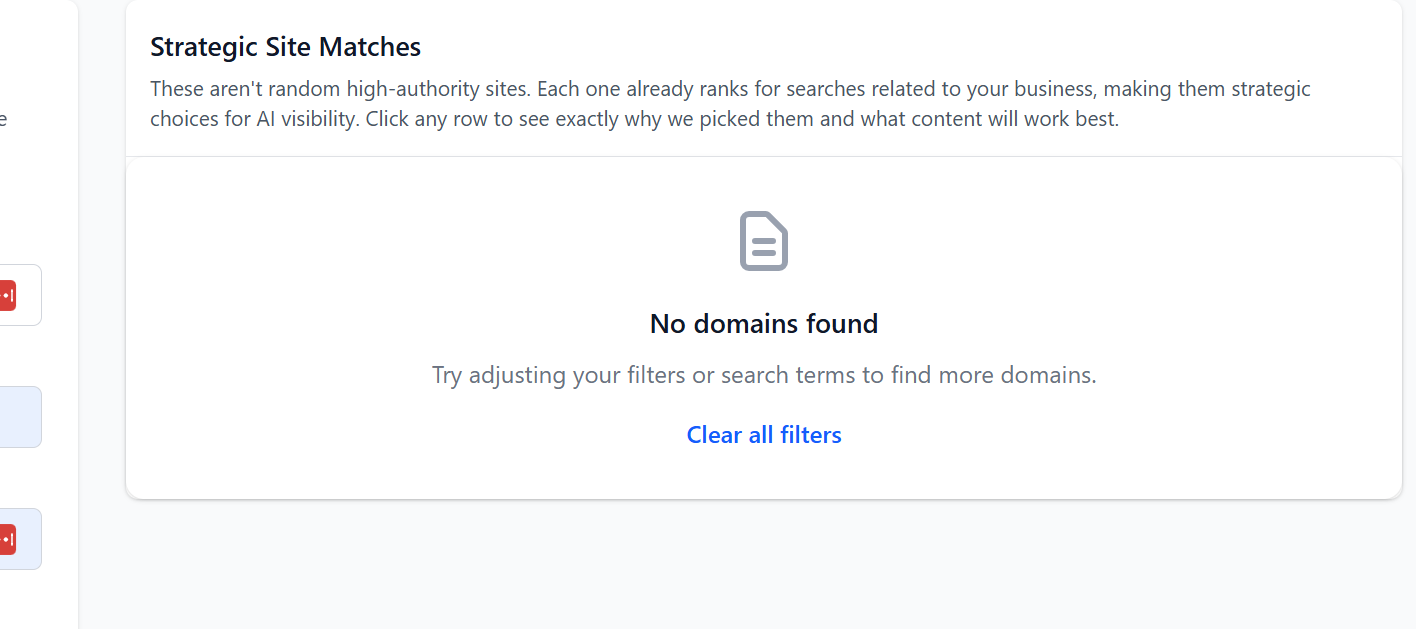 Strategic Site Matches
These aren't random high-authority sites. Each one already ranks for searches related to your business, making them strategic
choices for AI visibility. Click any row to see exactly why we picked them and what content will work best.
e
No domains found
Try adjusting your filters or search terms to find more domains.
Clear all filters